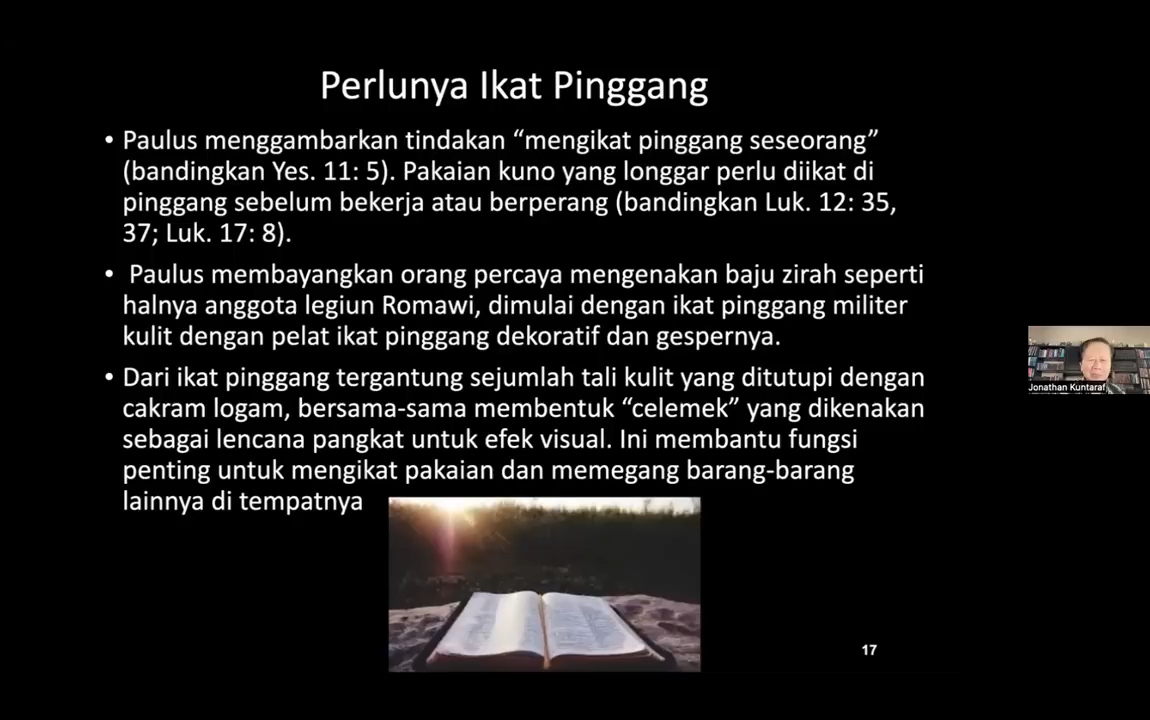 Perlunya Ikat Pinggang
• Paulus menggambarkan tindakan “mengikat pinggang seseorang”
(bandingkan Yes. 11: 5). Pakaian kuno yang longgar perlu diikat di
pinggang sebelum bekerja atau berperang (bandingkan Luk. 12: 35,
37; Luk. 17: 8).
• Paulus membayangkan orang percaya mengenakan baju zirah seperti
halnya anggota legiun Romawi, dimulai dengan ikat pinggang militer
kulit dengan pelat ikat pinggang dekoratif dan gespernya.
• Dari ikat pinggang tergantung sejumlah tali kulit yang ditutupi dengan
cakram logam, bersama-sama membentuk “celemek” yang dikenakan
sebagai lencana pangkat untuk efek visual. Ini membantu fungsi
penting untuk mengikat pakaian dan memegang barang-barang
lainnya di tempatnya
Jonathan Kuntaraf
17